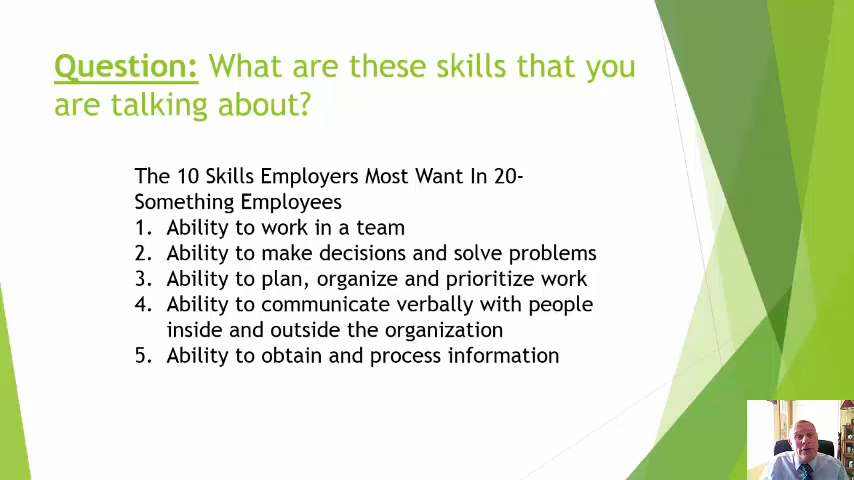 Question: What are these skills that you
are talking about?
The 10 Skills Employers Most Want In 20-
Something Employees
1. Ability to work in a team
2. Ability to make decisions and solve problems
3. Ability to plan, organize and prioritize work
4. Ability to communicate verbally with people
inside and outside the organization
5. Ability to obtain and process information